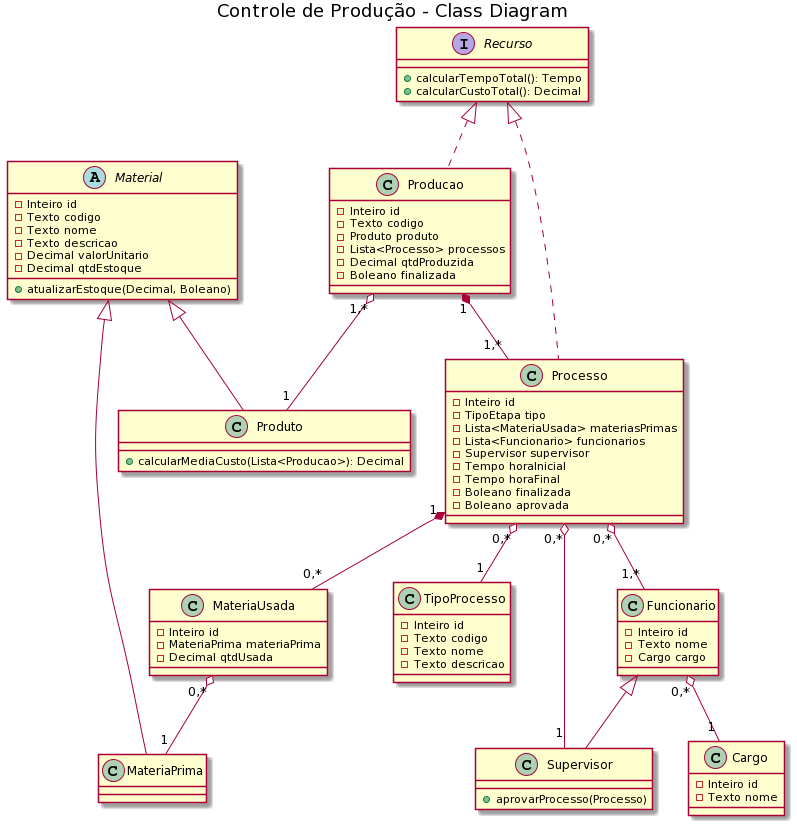 Controle de Produção - Class Diagram
I Recurso
calcularTempoTotal(): Tempo
calcularCustoTotal(): Decimal
A Material
Inteiro id
Texto codigo
Texto nome
Texto descricao
Decimal valorUnitario
Decimal qtdEstoque
atualizarEstoque(Decimal, Boleano)
C Producao
Inteiro id
Texto codigo
Produto produto
Lista<Processo> processos
Decimal qtdProduzida
Boleano finalizada
1,*
1
1,*
1
C Processo
Inteiro id
TipoEtapa tipo
Lista<MateriaUsada> materiasPrimas
Lista<Funcionario> funcionarios
Supervisor supervisor
Tempo horaInicial
Tempo horaFinal
Boleano finalizada
Boleano aprovada
C Produto
calcularMediaCusto(Lista<Producao>): Decimal
1
0,*
0,*
0,*
0,*
1
1,*
C MateriaUsada
Inteiro id
MateriaPrima materiaPrima
Decimal qtdUsada
C TipoProcesso
Inteiro id
Texto codigo
Texto nome
Texto descricao
C Funcionario
Inteiro id
Texto nome
Cargo cargo
0,*
0,*
1
1
1
C MateriaPrima
C Supervisor
aprovarProcesso(Processo)
C Cargo
Inteiro id
Texto nome